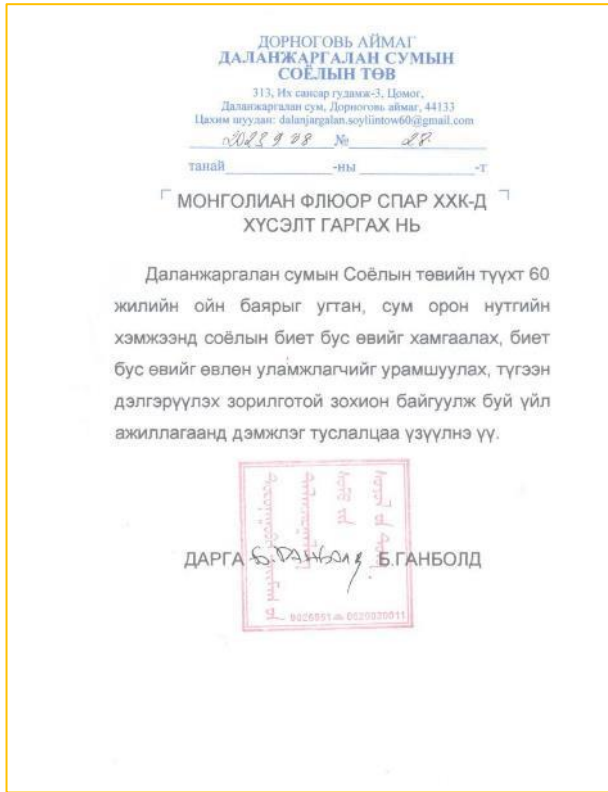 ДОРНОГОВЬ АЙМАГ
ДАЛАНЖАРГАЛАН СУМЫН
СОЁЛЫН ТӨВ
313, Их сансар гудамж-3, Цомог,
Даланжаргалан сум, Дорноговь аймаг, 44133
Цахим шуудан: dalanjargalan.soyliintow60@gmail.com
2023 9 08 № 28
танай -ны -т
МОНГОЛИАН ФЛЮОР СПАР ХХК-Д
ХҮСЭЛТ ГАРГАХ НЬ
Даланжаргалан сумын Соёлын төвийн түүхт 60
жилийн ойн баярыг угтан, сум орон нутгийн
хэмжээнд соёлын биет бус өвийг хамгаалах, биет
бус өвийг өвлөн уламжлагчийг урамшуулах, түгээн
дэлгэрүүлэх зорилготой зохион байгуулж буй үйл
ажиллагаанд дэмжлэг туслалцаа үзүүлнэ үү.
ДАРГА Б.Ганболд Б.ГАНБОЛД